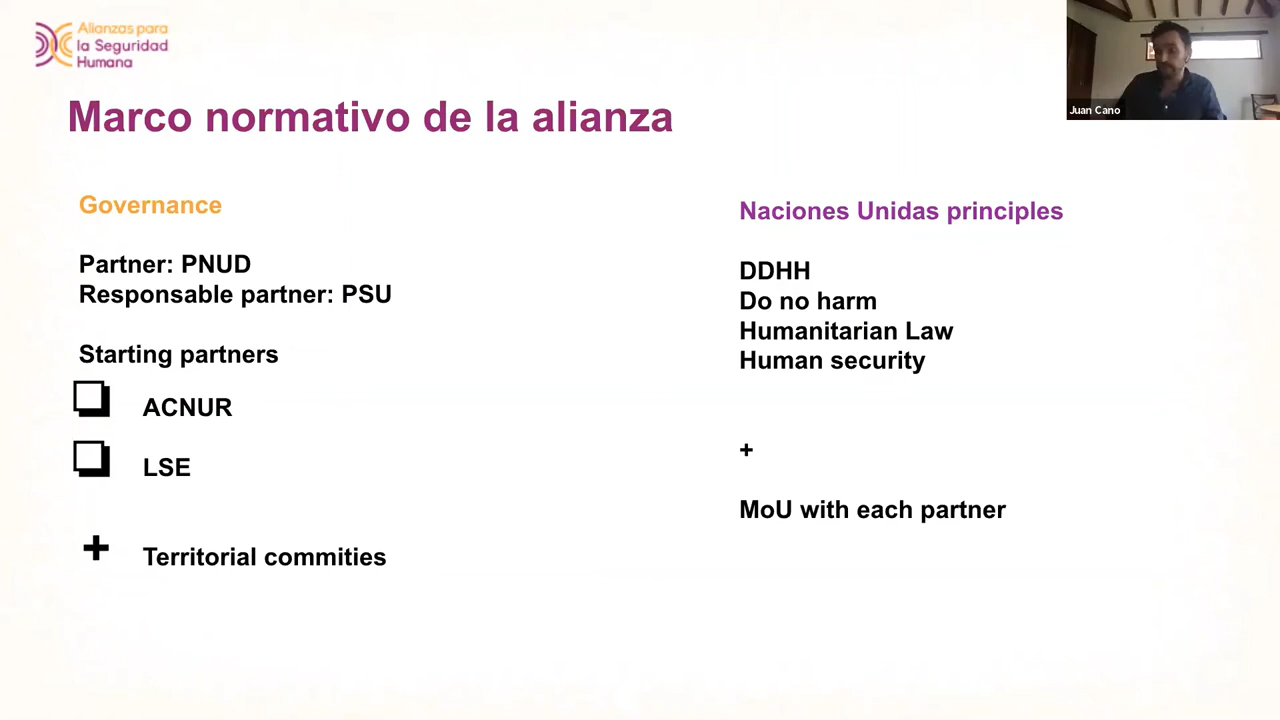 Alianzas para
la Seguridad
Humana
Juan Cano
Marco normativo de la alianza
Governance
Partner: PNUD
Responsable partner: PSU
Starting partners
ACNUR
LSE
+ Territorial commities
Naciones Unidas principles
DDHH
Do no harm
Humanitarian Law
Human security
+
MoU with each partner